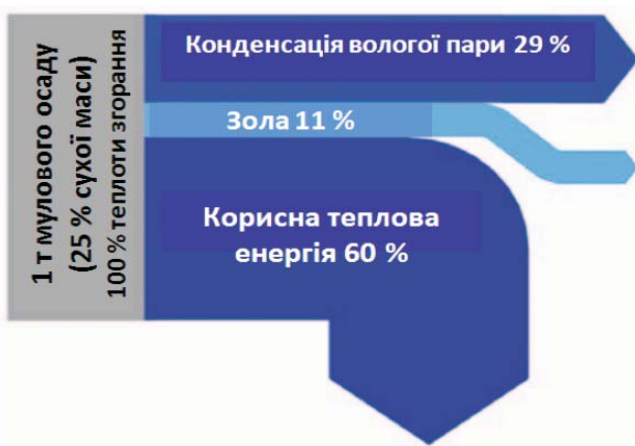 1 т мулового осаду
(25 % сухої маси)
100 % теплоти згорання
Конденсація вологої пари 29 %
Зола 11 %
Корисна теплова
енергія 60 %